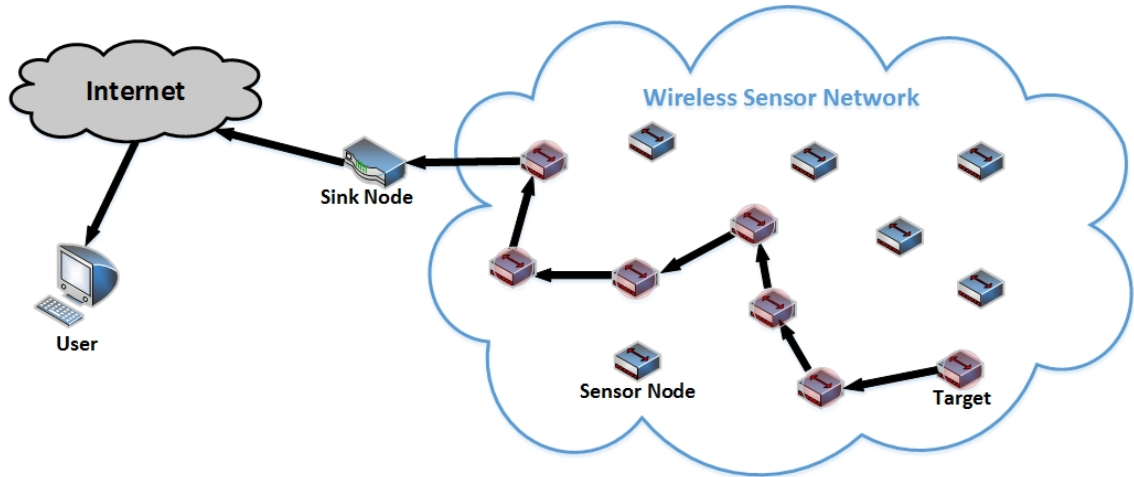 Internet
Wireless Sensor Network
Sink Node
User
Sensor Node
Target